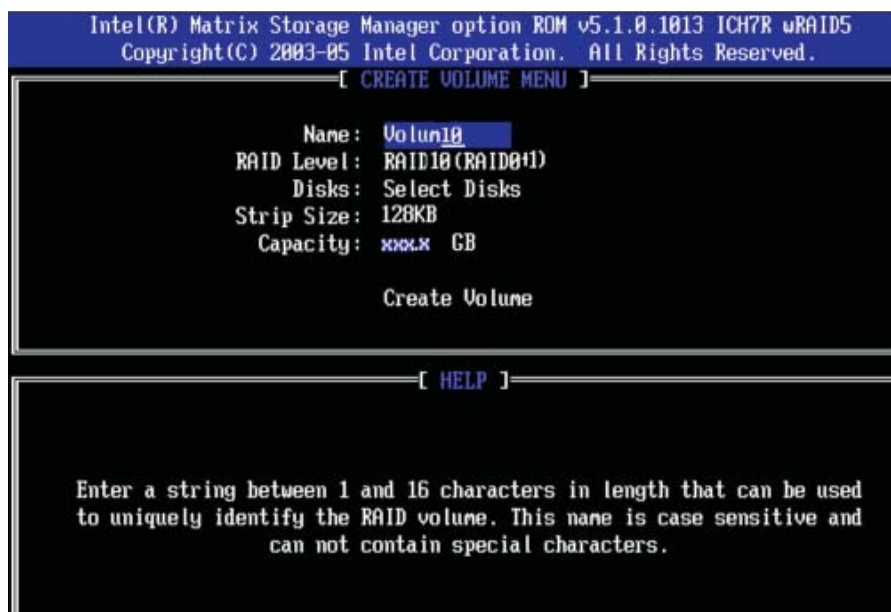 Intel(R) Matrix Storage Manager option ROM v5.1.0.1013 ICH7R wRAID5
Copyright(C) 2003-05 Intel Corporation. All Rights Reserved.
[ CREATE VOLUME MENU ]
Name: Volum10
RAID Level: RAID10(RAID0+1)
Disks: Select Disks
Strip Size: 128KB
Capacity: xxx.x GB
Create Volume
[ HELP ]
Enter a string between 1 and 16 characters in length that can be used
to uniquely identify the RAID volume. This name is case sensitive and
can not contain special characters.